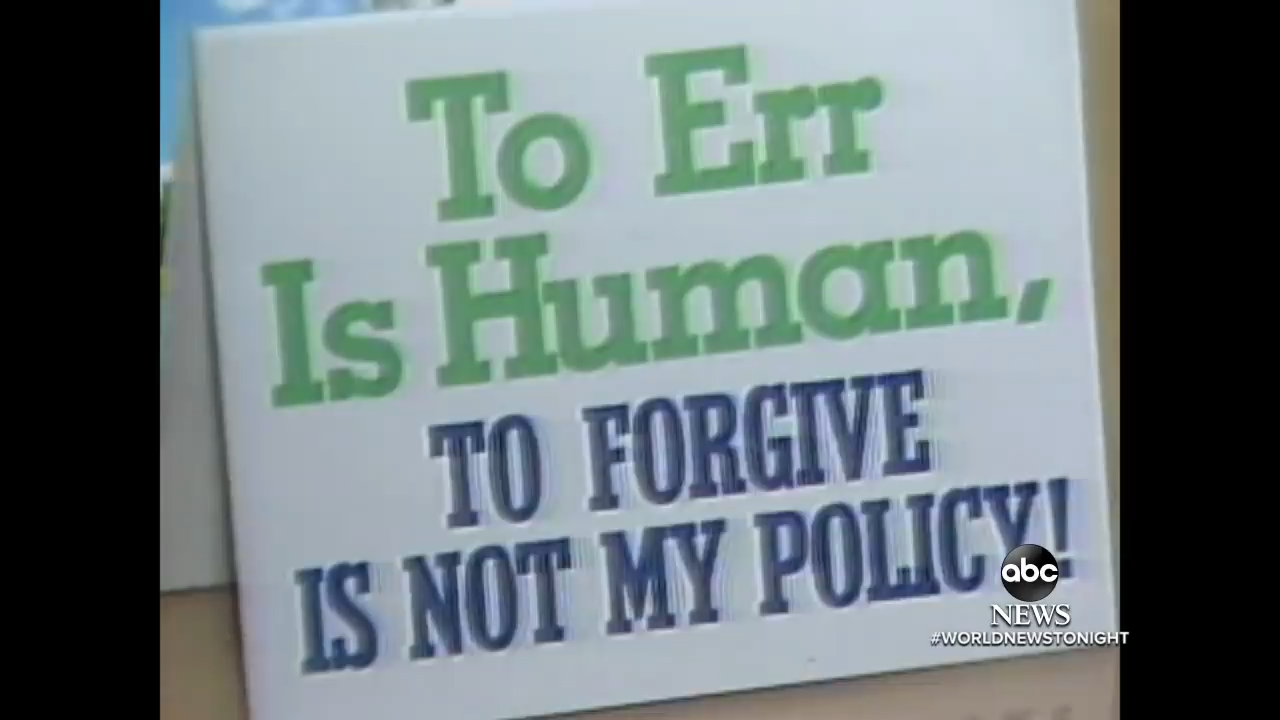 To Err
Is Human,
TO FORGIVE
IS NOT MY POLICY!
abc
NEWS
#WORLDNEWSTONIGHT